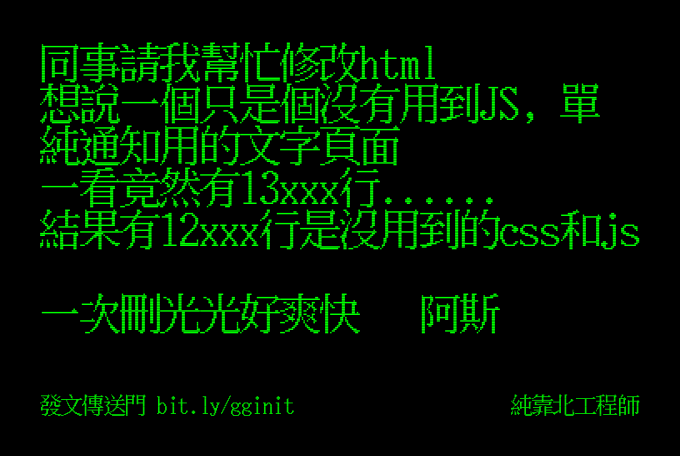 同事請我幫忙修改html
想說一個只是個沒有用到JS, 單
純通知用的文字頁面
一看竟然有13xxx行......
結果有12xxx行是沒用到的css和js
一次刪光光好爽快 阿斯
發文傳送門 bit.ly/gginit
純靠北工程師